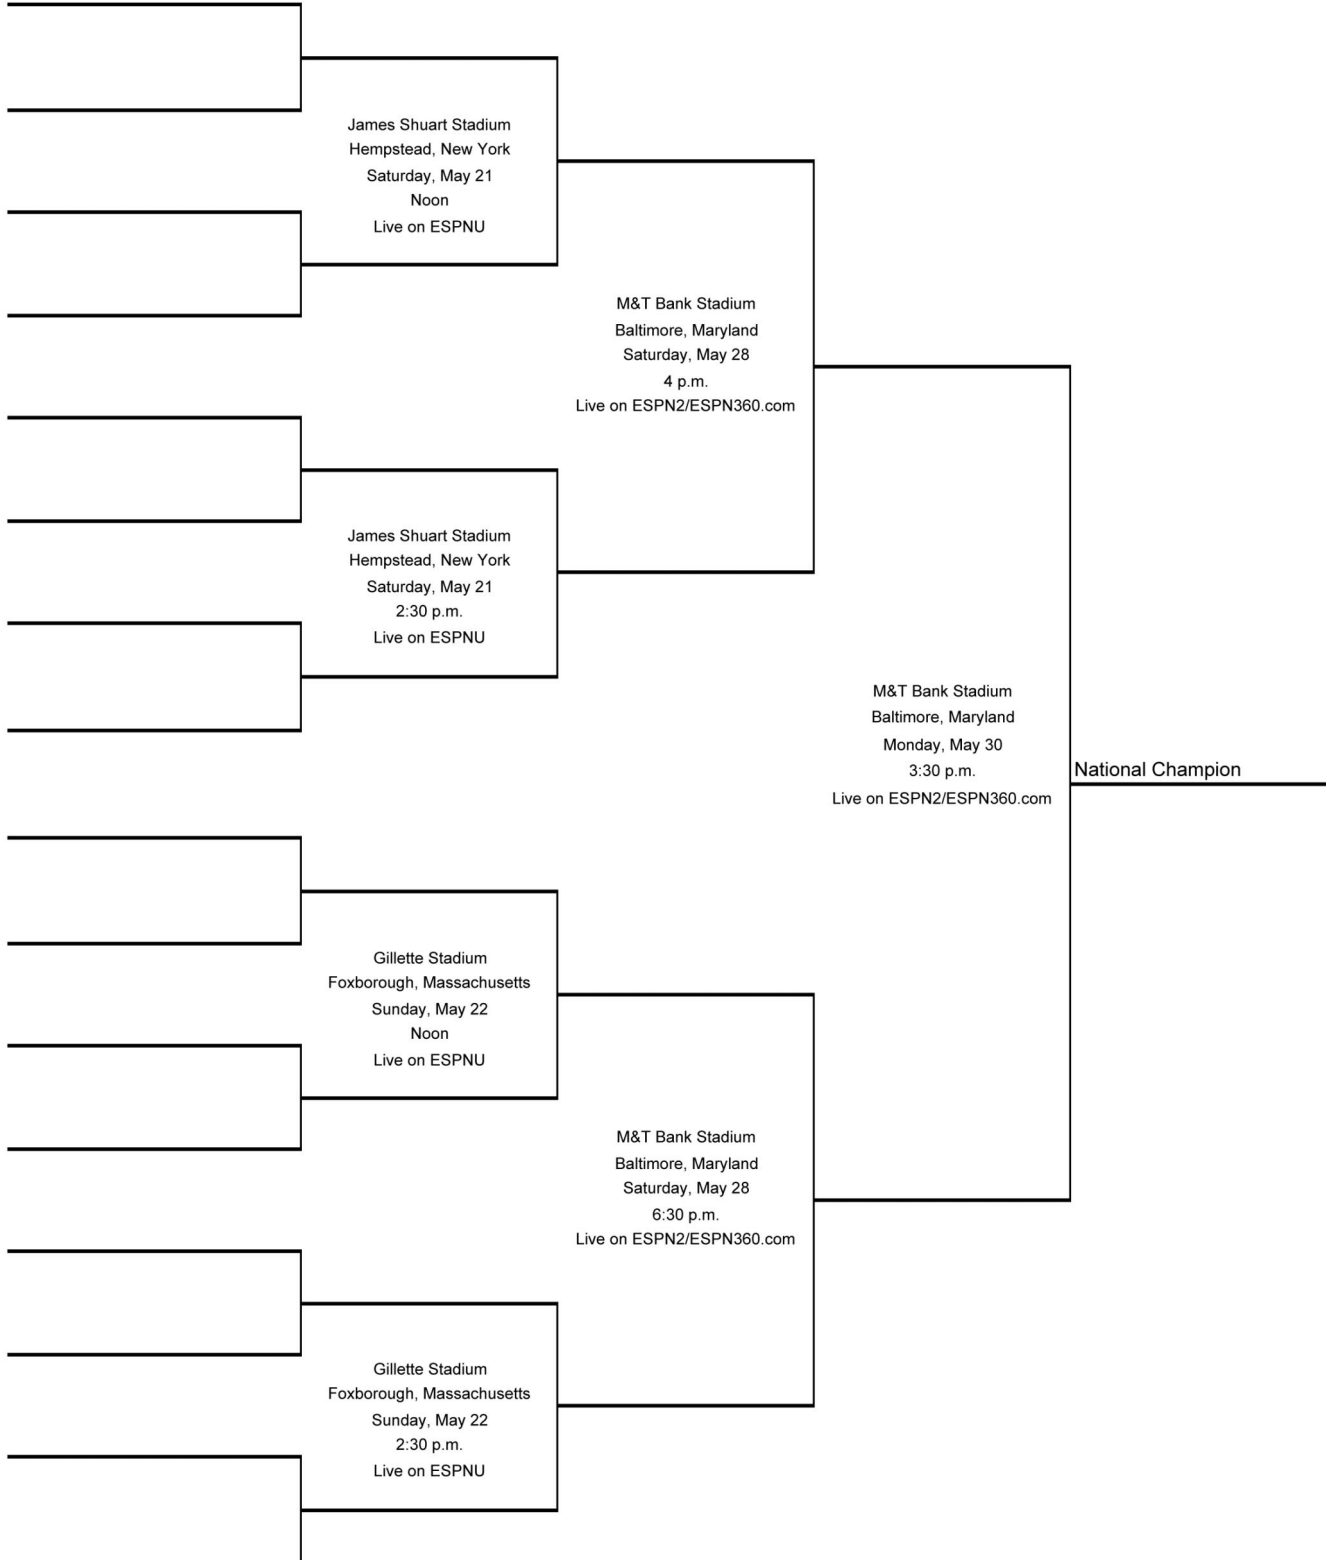 James Shuart Stadium
Hempstead, New York
Saturday, May 21
Noon
Live on ESPNU
M&T Bank Stadium
Baltimore, Maryland
Saturday, May 28
4 p.m.
Live on ESPN2/ESPN360.com
James Shuart Stadium
Hempstead, New York
Saturday, May 21
2:30 p.m.
Live on ESPNU
M&T Bank Stadium
Baltimore, Maryland
Monday, May 30
3:30 p.m.
Live on ESPN2/ESPN360.com
National Champion
Gillette Stadium
Foxborough, Massachusetts
Sunday, May 22
Noon
Live on ESPNU
M&T Bank Stadium
Baltimore, Maryland
Saturday, May 28
6:30 p.m.
Live on ESPN2/ESPN360.com
Gillette Stadium
Foxborough, Massachusetts
Sunday, May 22
2:30 p.m.
Live on ESPNU